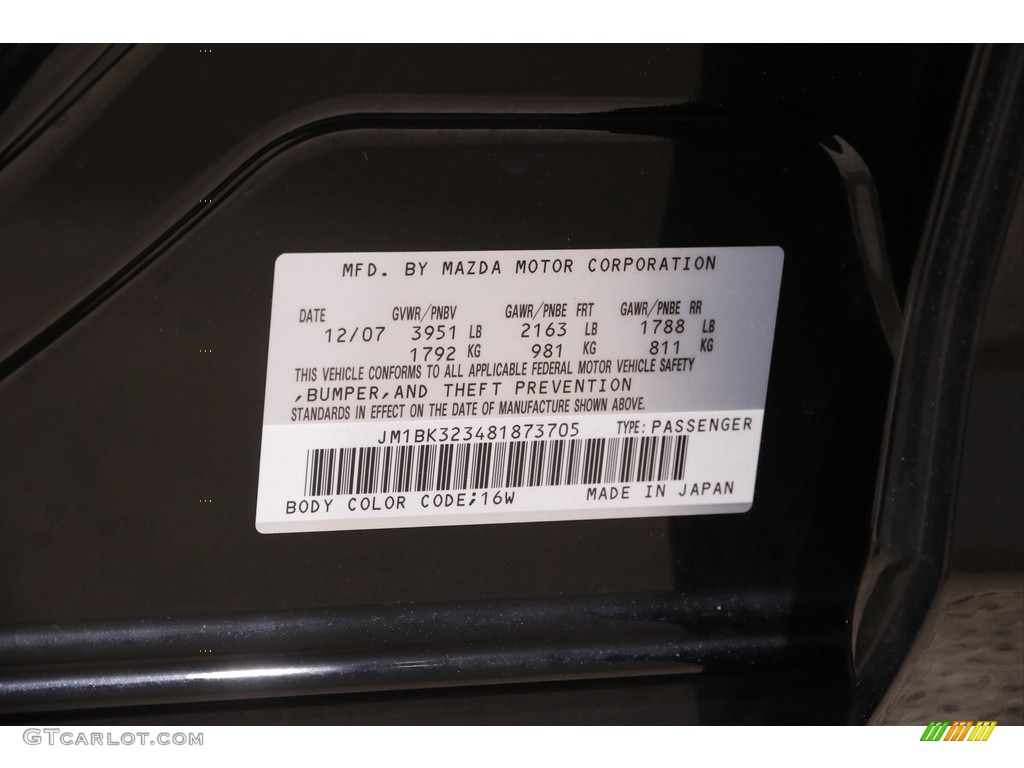 MFD. BY MAZDA MOTOR CORPORATION
DATE GVWR/PNBV GAWR/PNBE FRT GAWR/PNBE RR
12/07 3951 LB 2163 LB 1788 LB
1792 KG 981 KG 811 KG
THIS VEHICLE CONFORMS TO ALL APPLICABLE FEDERAL MOTOR VEHICLE SAFETY
,BUMPER,AND THEFT PREVENTION
STANDARDS IN EFFECT ON THE DATE OF MANUFACTURE SHOWN ABOVE.
JM1BK323481873705 TYPE: PASSENGER
BODY COLOR CODE;16W MADE IN JAPAN
GTCARLOT.COM